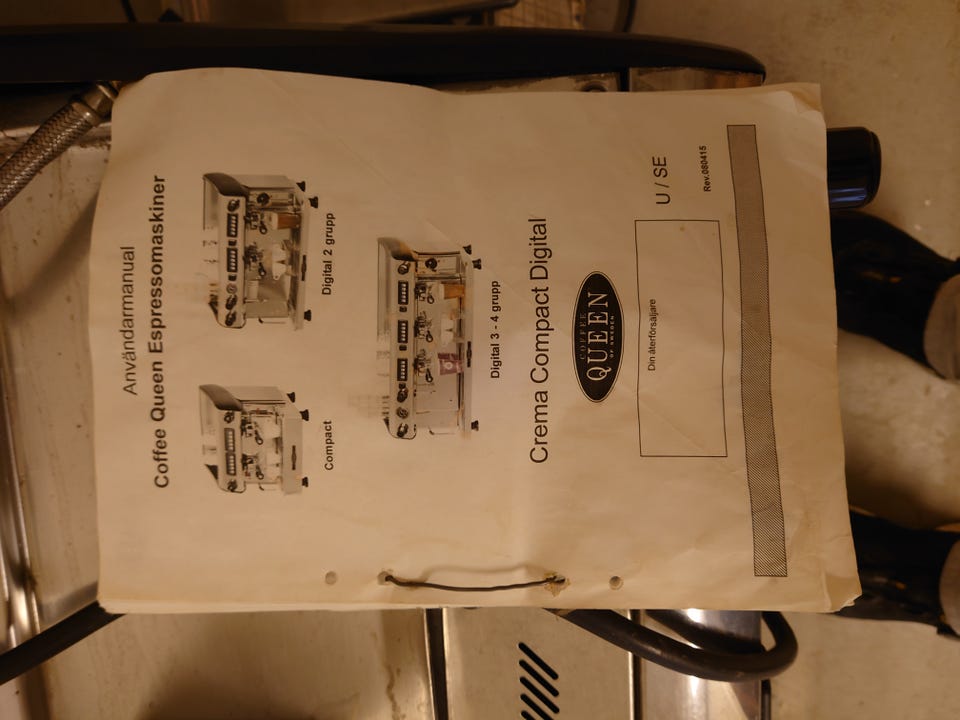 Användarmanual
Coffee Queen Espressomaskiner
Compact
Digital 2 grupp
Digital 3 - 4 grupp
Crema Compact Digital
COFFEE
QUEEN
OF SWEDEN
U / SE
Din återförsäljare
Rev.080415